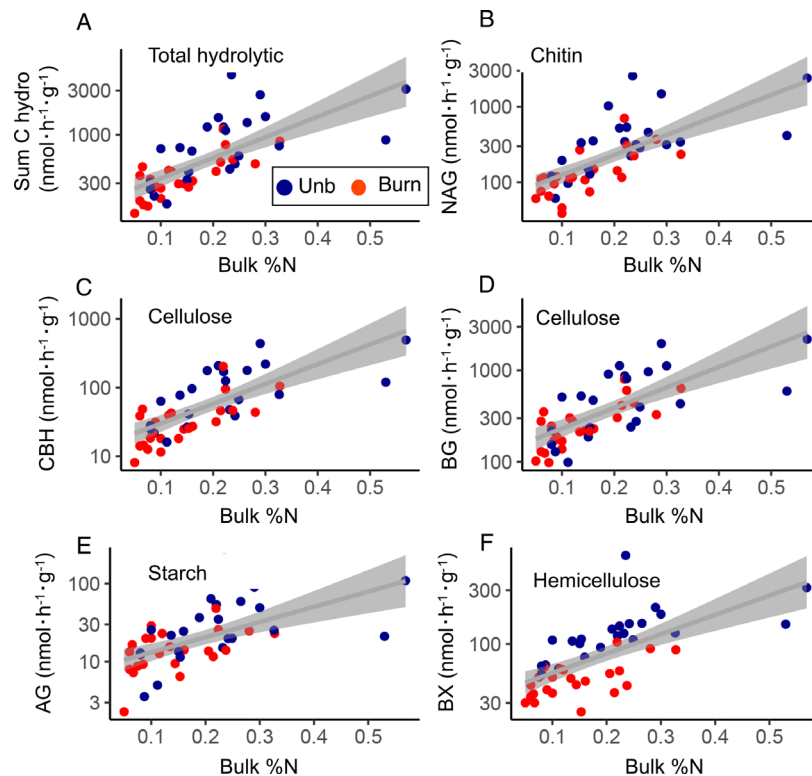 A
Total hydrolytic
Sum C hydro
(nmol·h⁻¹·g⁻¹)
3000
1000
300
0.1 0.2 0.3 0.4 0.5
Bulk %N
Unb Burn
B
Chitin
NAG (nmol·h⁻¹·g⁻¹)
3000
1000
300
100
0.1 0.2 0.3 0.4 0.5
Bulk %N
C
Cellulose
CBH (nmol·h⁻¹·g⁻¹)
1000
100
10
0.1 0.2 0.3 0.4 0.5
Bulk %N
D
Cellulose
BG (nmol·h⁻¹·g⁻¹)
3000
1000
300
100
0.1 0.2 0.3 0.4 0.5
Bulk %N
E
Starch
AG (nmol·h⁻¹·g⁻¹)
100
30
10
3
0.1 0.2 0.3 0.4 0.5
Bulk %N
F
Hemicellulose
BX (nmol·h⁻¹·g⁻¹)
300
100
30
0.1 0.2 0.3 0.4 0.5
Bulk %N